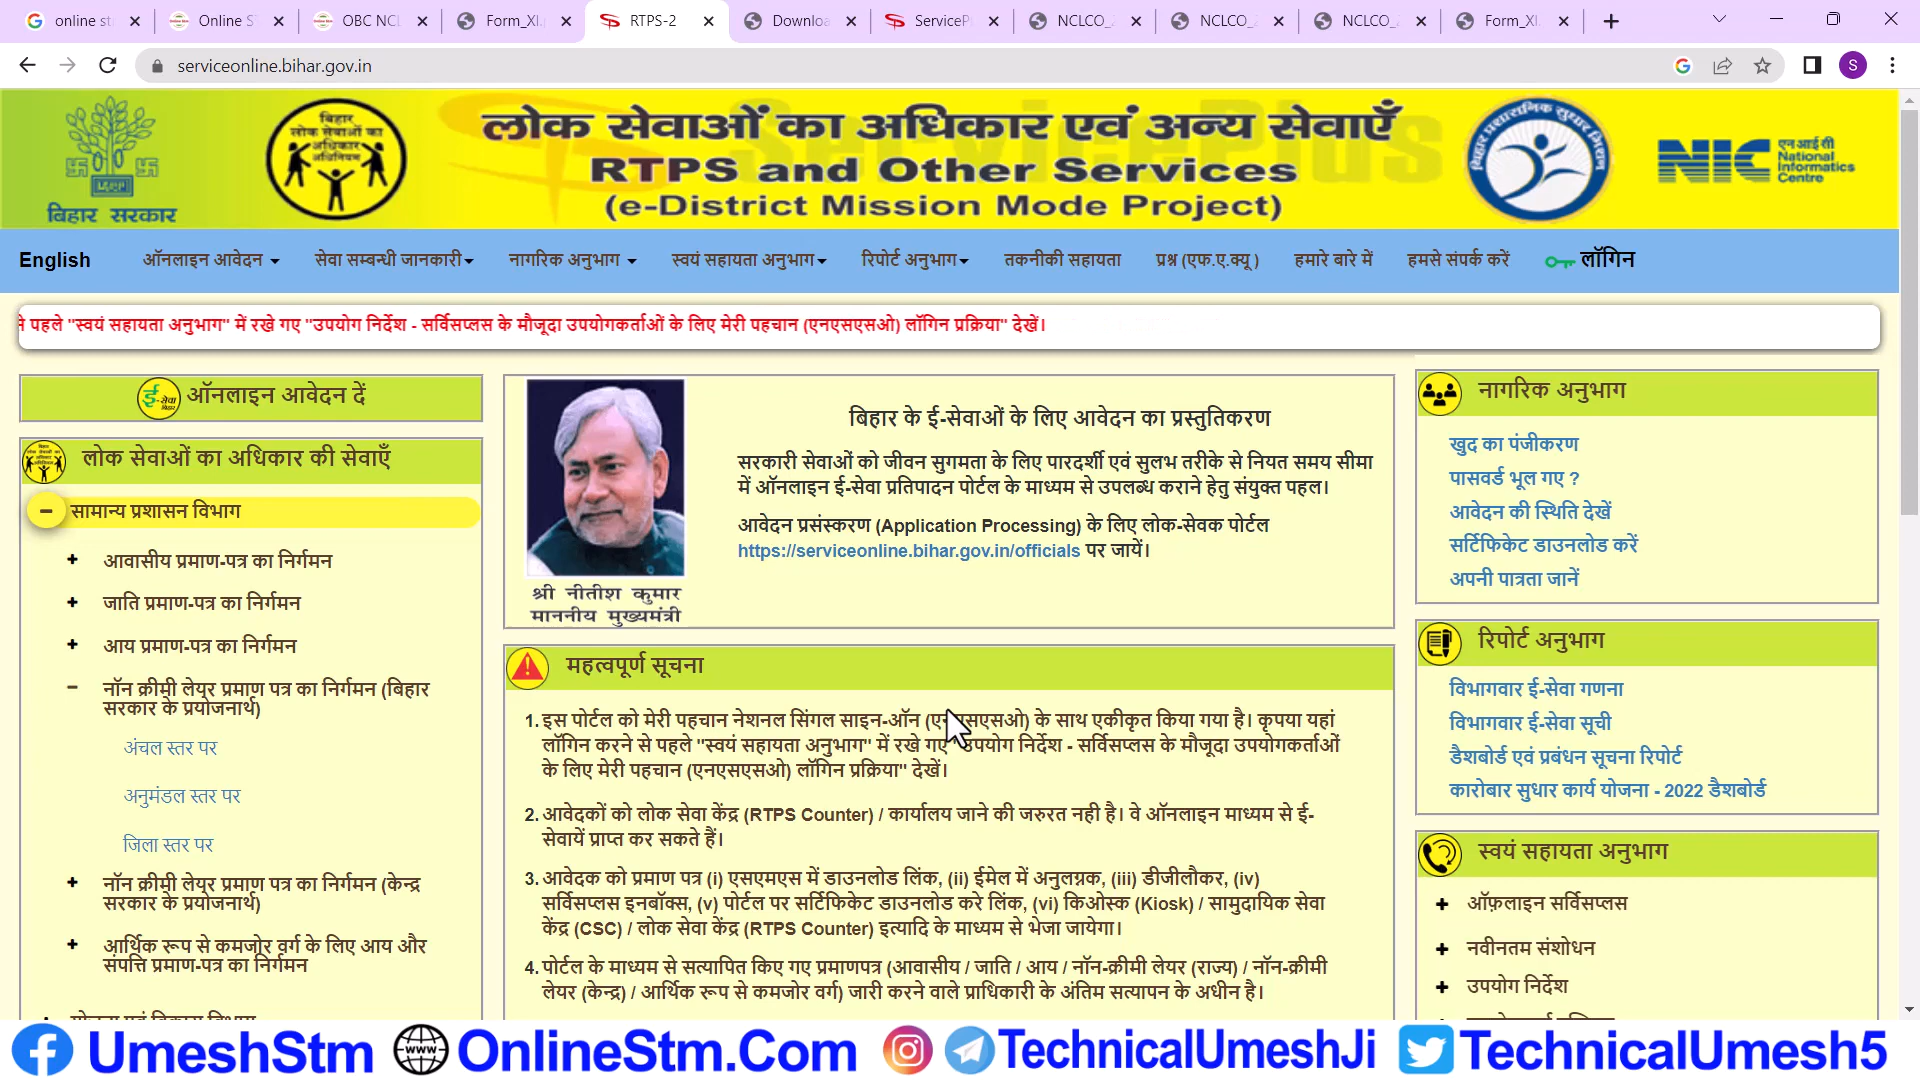 online st
Online S
OBC NCL
Form_XI.
RTPS-2
Downloa
ServiceP
NCLCO_
NCLCO_
NCLCO_
Form_XI.
serviceonline.bihar.gov.in
S
बिहार सरकार
बिहार
लोक सेवाओं का
अधिकार
अधिनियम
लोक सेवाओं का अधिकार एवं अन्य सेवाएँ
RTPS and Other Services
(e-District Mission Mode Project)
बिहार प्रशासनिक सुधार मिशन
NIC
एन आई सी
National
Informatics
Centre
English
ऑनलाइन आवेदन
सेवा सम्बन्धी जानकारी
नागरिक अनुभाग
स्वयं सहायता अनुभाग
रिपोर्ट अनुभाग
तकनीकी सहायता
प्रश्न (एफ.ए.क्यू )
हमारे बारे में
हमसे संपर्क करें
लॉगिन
पहले "स्वयं सहायता अनुभाग" में रखे गए "उपयोग निर्देश - सर्विसप्लस के मौजूदा उपयोगकर्ताओं के लिए मेरी पहचान (एनएसएसओ) लॉगिन प्रक्रिया" देखें।
ऑनलाइन आवेदन दें
लोक सेवाओं का अधिकार की सेवाएँ
सामान्य प्रशासन विभाग
आवासीय प्रमाण-पत्र का निर्गमन
जाति प्रमाण-पत्र का निर्गमन
आय प्रमाण-पत्र का निर्गमन
नॉन क्रीमी लेयर प्रमाण पत्र का निर्गमन (बिहार
सरकार के प्रयोजनार्थ)
अंचल स्तर पर
अनुमंडल स्तर पर
जिला स्तर पर
नॉन क्रीमी लेयर प्रमाण पत्र का निर्गमन (केन्द्र
सरकार के प्रयोजनार्थ)
आर्थिक रूप से कमजोर वर्ग के लिए आय और
संपत्ति प्रमाण-पत्र का निर्गमन
श्री नीतीश कुमार
माननीय मुख्यमंत्री
बिहार के ई-सेवाओं के लिए आवेदन का प्रस्तुतिकरण
सरकारी सेवाओं को जीवन सुगमता के लिए पारदर्शी एवं सुलभ तरीके से नियत समय सीमा
में ऑनलाइन ई-सेवा प्रतिपादन पोर्टल के माध्यम से उपलब्ध कराने हेतु संयुक्त पहल।
आवेदन प्रसंस्करण (Application Processing) के लिए लोक-सेवक पोर्टल
https://serviceonline.bihar.gov.in/officials पर जायें।
महत्वपूर्ण सूचना
1. इस पोर्टल को मेरी पहचान नेशनल सिंगल साइन-ऑन (एनएसएसओ) के साथ एकीकृत किया गया है। कृपया यहां
लॉगिन करने से पहले "स्वयं सहायता अनुभाग" में रखे गए "उपयोग निर्देश - सर्विसप्लस के मौजूदा उपयोगकर्ताओं
के लिए मेरी पहचान (एनएसएसओ) लॉगिन प्रक्रिया" देखें।
2. आवेदकों को लोक सेवा केंद्र (RTPS Counter) / कार्यालय जाने की जरुरत नही है। वे ऑनलाइन माध्यम से ई-
सेवायें प्राप्त कर सकते हैं।
3. आवेदक को प्रमाण पत्र (i) एसएमएस में डाउनलोड लिंक, (ii) ईमेल में अनुलग्नक, (iii) डीजीलौकर, (iv)
सर्विसप्लस इनबॉक्स, (v) पोर्टल पर सर्टिफिकेट डाउनलोड करे लिंक, (vi) किओस्क (Kiosk) / सामुदायिक सेवा
केंद्र (CSC) / लोक सेवा केंद्र (RTPS Counter) इत्यादि के माध्यम से भेजा जायेगा।
4. पोर्टल के माध्यम से सत्यापित किए गए प्रमाणपत्र (आवासीय / जाति / आय / नॉन-क्रीमी लेयर (राज्य) / नॉन-क्रीमी
लेयर (केन्द्र) / आर्थिक रूप से कमजोर वर्ग) जारी करने वाले प्राधिकारी के अंतिम सत्यापन के अधीन है।
नागरिक अनुभाग
खुद का पंजीकरण
पासवर्ड भूल गए ?
आवेदन की स्थिति देखें
सर्टिफिकेट डाउनलोड करें
अपनी पात्रता जानें
रिपोर्ट अनुभाग
विभागवार ई-सेवा गणना
विभागवार ई-सेवा सूची
डैशबोर्ड एवं प्रबंधन सूचना रिपोर्ट
कारोबार सुधार कार्य योजना - 2022 डैशबोर्ड
स्वयं सहायता अनुभाग
ऑफ़लाइन सर्विसप्लस
नवीनतम संशोधन
उपयोग निर्देश
UmeshStm
OnlineStm.Com
TechnicalUmeshJi
TechnicalUmesh5